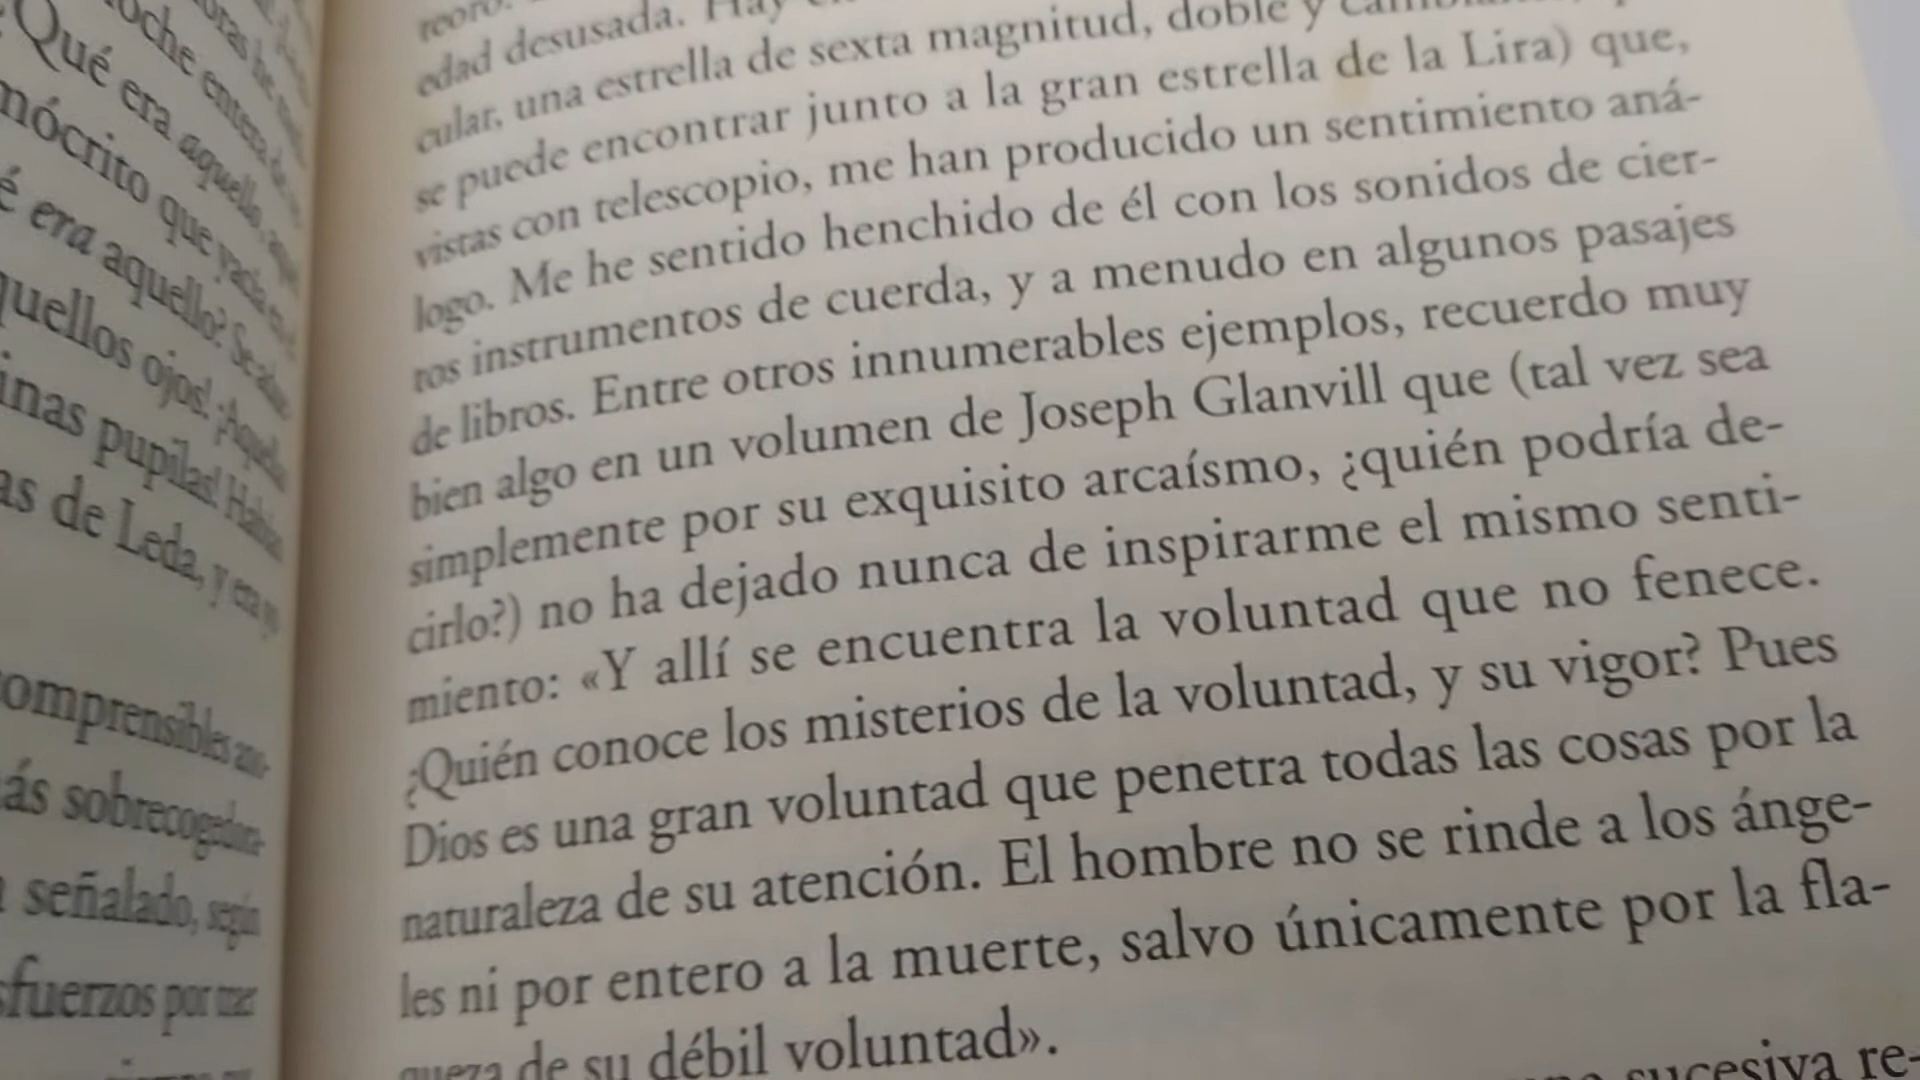 Qué era aquello, 
mócrito que yacía
era aquello?
ojos!
pupilas!
de Leda, y era
sobrecogedora
señalado, según
por
edad desusada. Hay
cular, una estrella de sexta magnitud, doble y
se puede encontrar junto a la gran estrella de la Lira) que,
vistas con telescopio, me han producido un sentimiento aná-
logo. Me he sentido henchido de él con los sonidos de cier-
tos instrumentos de cuerda, y a menudo en algunos pasajes
de libros. Entre otros innumerables ejemplos, recuerdo muy
bien algo en un volumen de Joseph Glanvill que (tal vez sea
simplemente por su exquisito arcaísmo, ¿quién podría de-
cirlo?) no ha dejado nunca de inspirarme el mismo senti-
miento: «Y allí se encuentra la voluntad que no fenece.
¿Quién conoce los misterios de la voluntad, y su vigor? Pues
Dios es una gran voluntad que penetra todas las cosas por la
naturaleza de su atención. El hombre no se rinde a los ánge-
les ni por entero a la muerte, salvo únicamente por la fla-
queza de su débil voluntad».
sucesiva re-